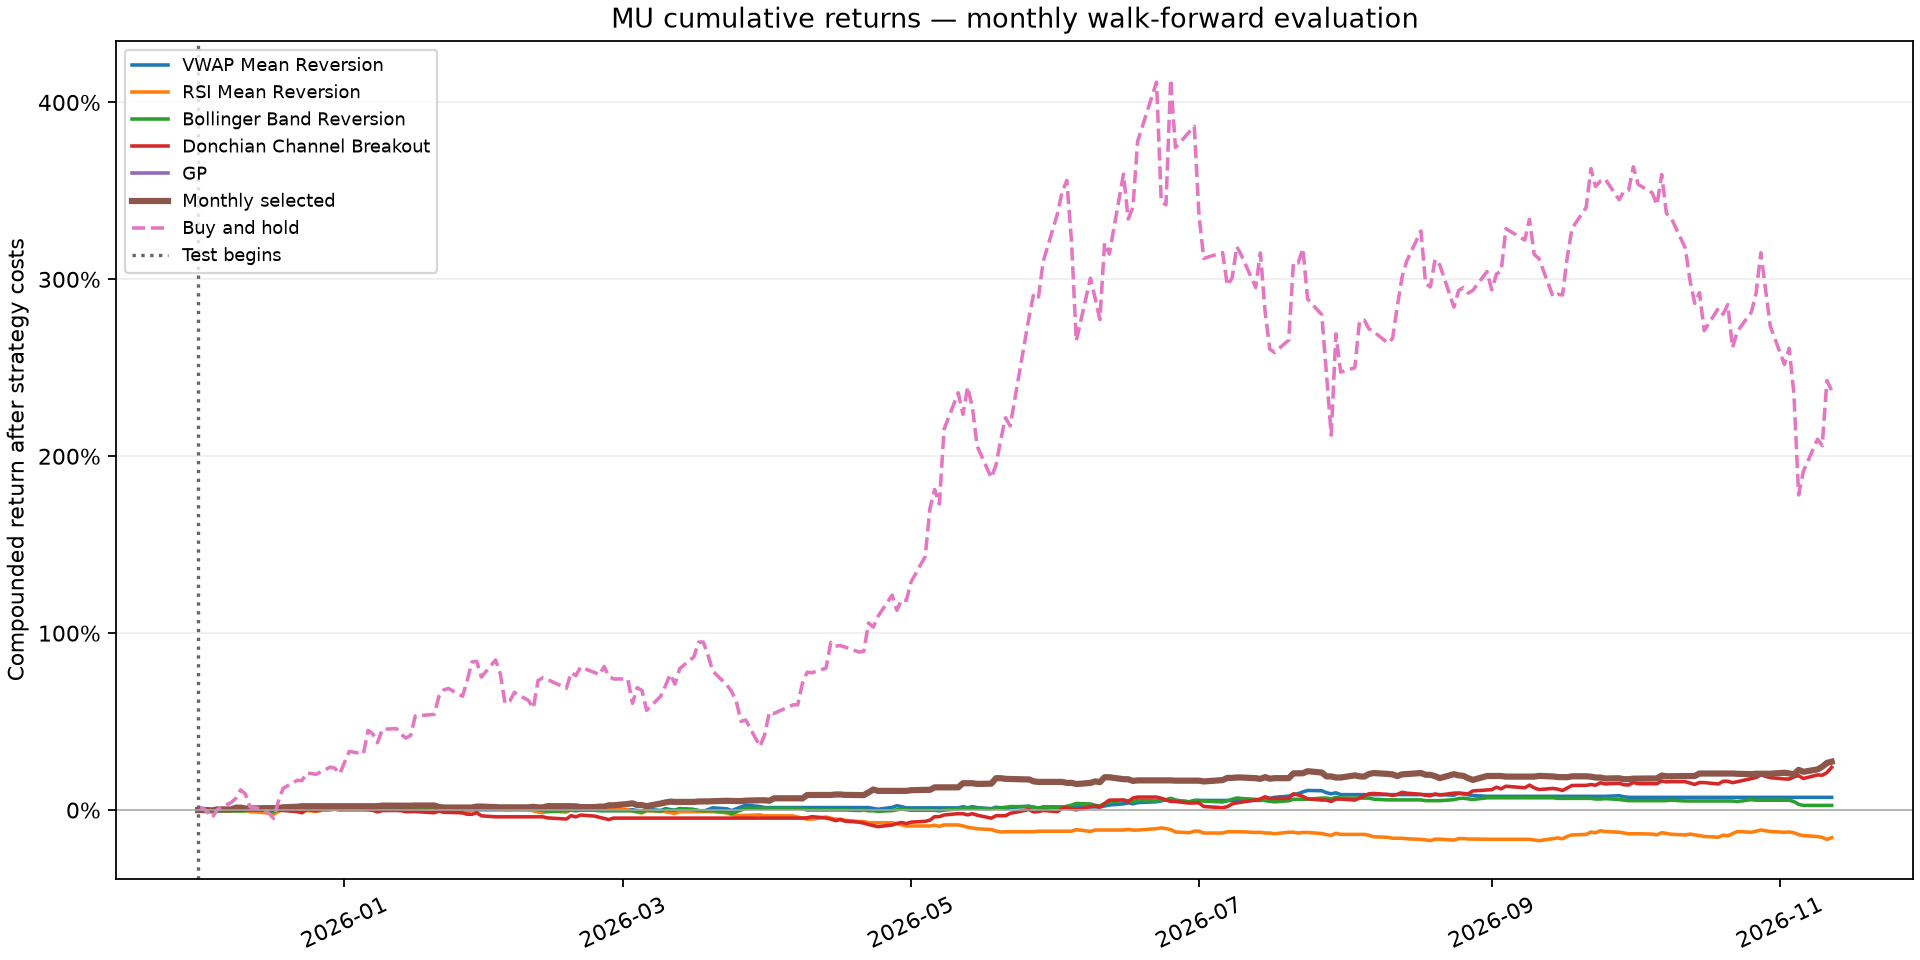 MU cumulative returns — monthly walk-forward evaluation
VWAP Mean Reversion
RSI Mean Reversion
Bollinger Band Reversion
Donchian Channel Breakout
GP
Monthly selected
Buy and hold
Test begins
Compounded return after strategy costs
400%
300%
200%
100%
0%
2026-01
2026-03
2026-05
2026-07
2026-09
2026-11